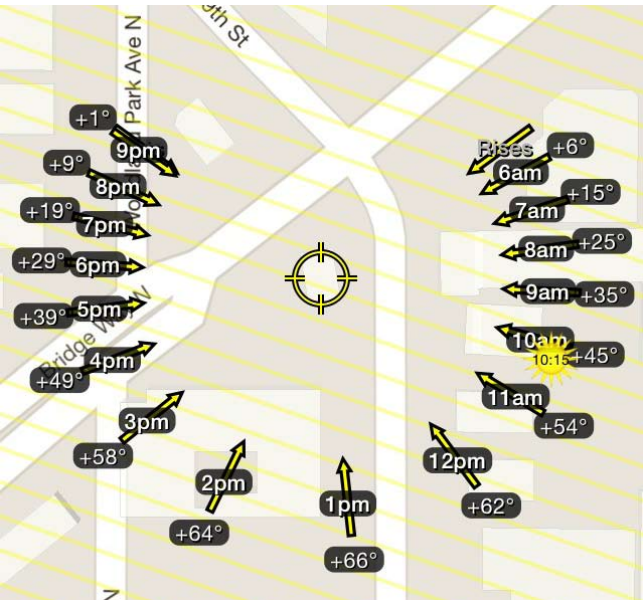 9th St
Park Ave N
+1°
9pm
Rises
+6°
6am
+9°
8pm
+15°
7am
+19°
7pm
+25°
8am
+29°
6pm
+35°
9am
+39°
5pm
Bridge Way N
10am
10:15
+45°
+49°
4pm
11am
+54°
3pm
+58°
12pm
+62°
2pm
+64°
1pm
+66°
N